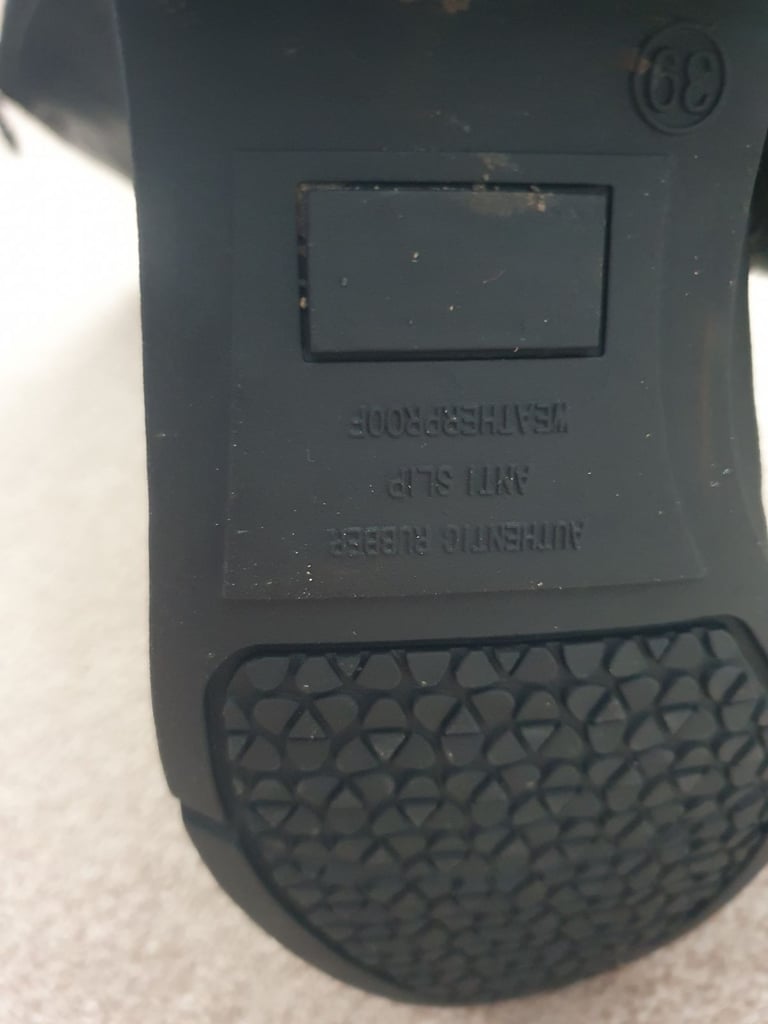 AUTHENTIC RUBBER
ANTI SLIP
WEATHERPROOF
39